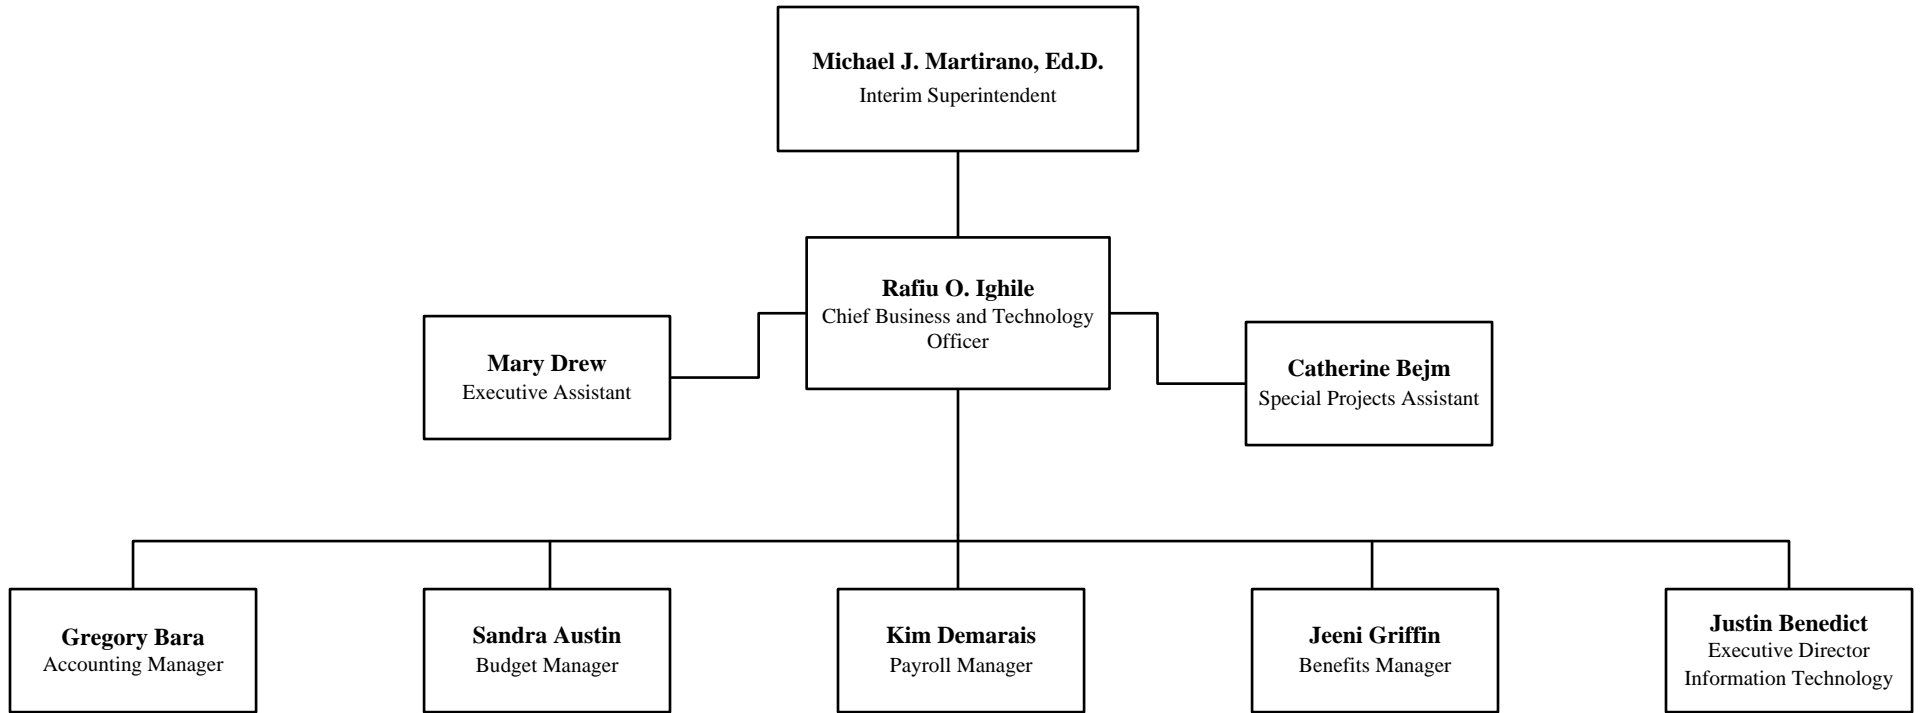 Michael J. Martirano, Ed.D.
Interim Superintendent
Rafiu O. Ighile
Chief Business and Technology
Officer
Mary Drew
Executive Assistant
Catherine Bejm
Special Projects Assistant
Gregory Bara
Accounting Manager
Sandra Austin
Budget Manager
Kim Demarais
Payroll Manager
Jeeni Griffin
Benefits Manager
Justin Benedict
Executive Director
Information Technology